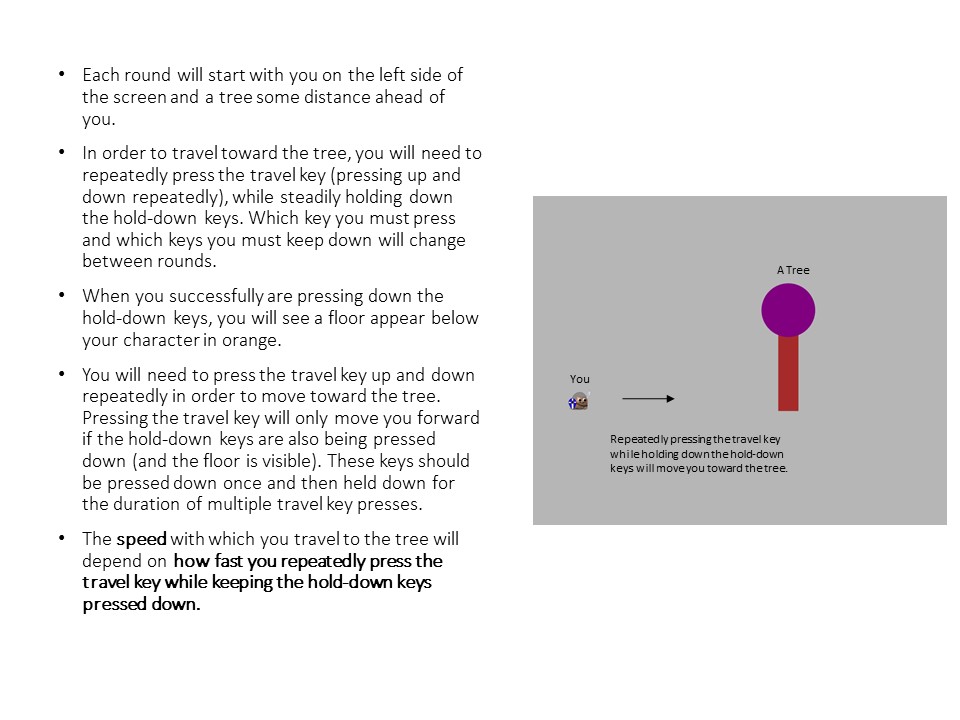 • Each round will start with you on the left side of
the screen and a tree some distance ahead of
you.
• In order to travel toward the tree, you will need to
repeatedly press the travel key (pressing up and
down repeatedly), while steadily holding down
the hold-down keys. Which key you must press
and which keys you must keep down will change
between rounds.
• When you successfully are pressing down the
hold-down keys, you will see a floor appear below
your character in orange.
• You will need to press the travel key up and down
repeatedly in order to move toward the tree.
Pressing the travel key will only move you forward
if the hold-down keys are also being pressed
down (and the floor is visible). These keys should
be pressed down once and then held down for
the duration of multiple travel key presses.
• The speed with which you travel to the tree will
depend on how fast you repeatedly press the
travel key while keeping the hold-down keys
pressed down.
A Tree
You
Repeatedly pressing the travel key
while holding down the hold-down
keys will move you toward the tree.